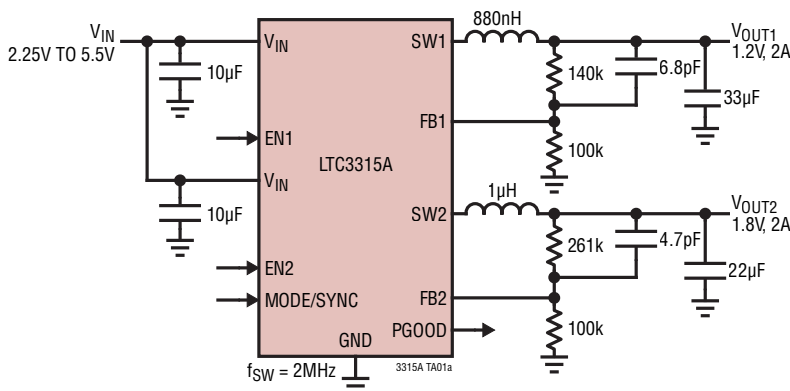 VIN
2.25V TO 5.5V
10µF
10µF
VIN
EN1
VIN
EN2
MODE/SYNC
LTC3315A
SW1
FB1
SW2
FB2
PGOOD
GND
fSW = 2MHz
3315A TA01a
880nH
140k
6.8pF
100k
33µF
VOUT1
1.2V, 2A
1µH
261k
4.7pF
100k
22µF
VOUT2
1.8V, 2A